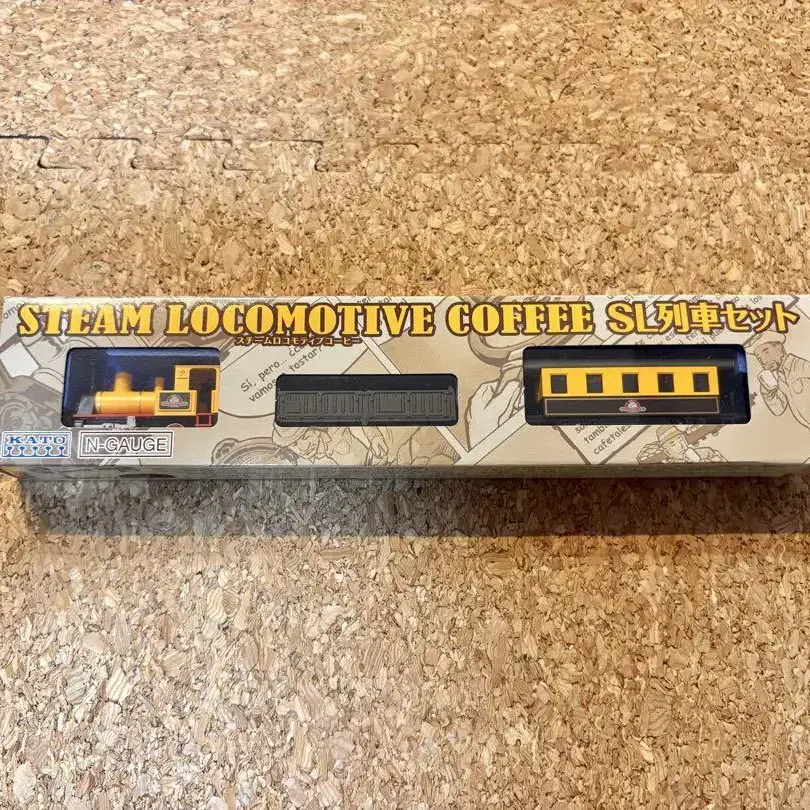 STEAM LOCOMOTIVE COFFEE SL列車セット
スチームロコモティブコーヒー
Si, pero...
vamos
tostar?
cafetales
KATO
N-GAUGE